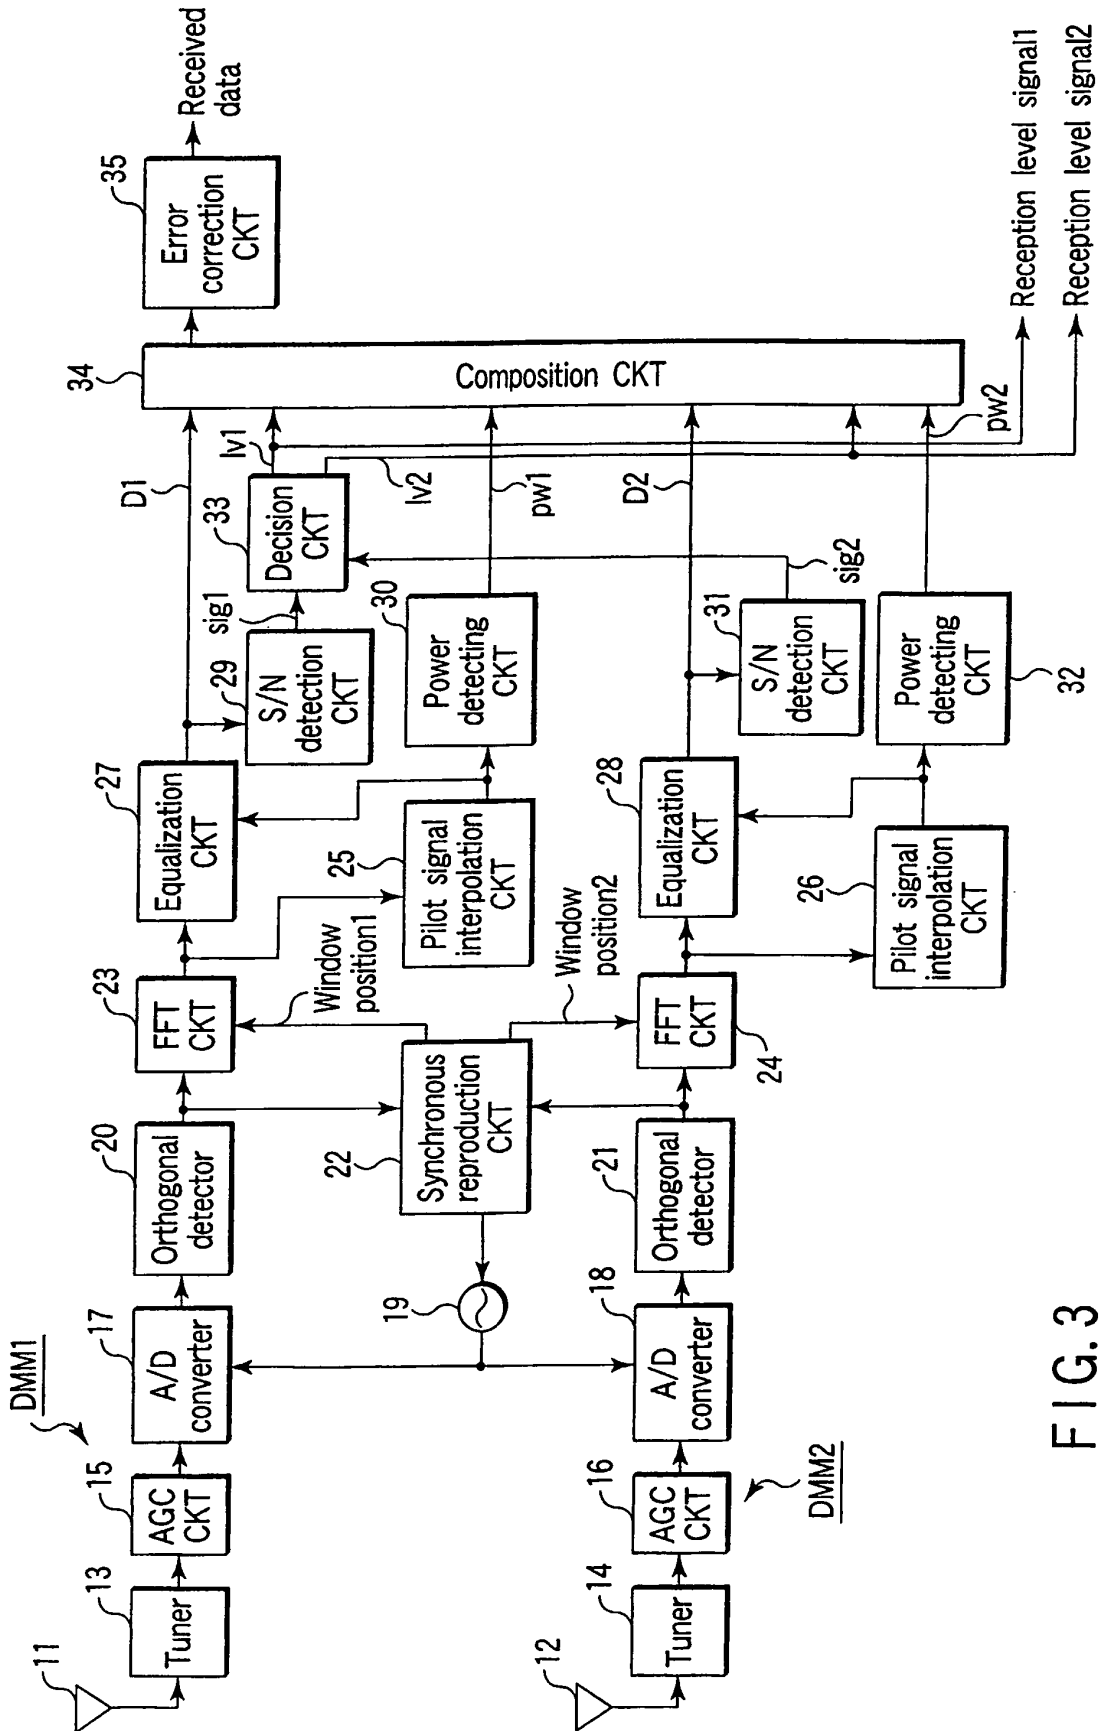 DMM1
11
13
Tuner
15
AGC
CKT
17
A/D
converter
20
Orthogonal
detector
23
FFT
CKT
27
Equalization
CKT
D1
34
Composition CKT
35
Error
correction
CKT
Received
data
29
S/N
detection
CKT
sig1
33
Decision
CKT
lv1
lv2
Window
position1
25
Pilot signal
interpolation
CKT
30
Power
detecting
CKT
pw1
19
22
Synchronous
reproduction
CKT
Window
position2
12
14
Tuner
16
AGC
CKT
18
A/D
converter
21
Orthogonal
detector
24
FFT
CKT
28
Equalization
CKT
D2
31
S/N
detection
CKT
sig2
26
Pilot signal
interpolation
CKT
32
Power
detecting
CKT
pw2
DMM2
Reception level signal1
Reception level signal2
FIG. 3